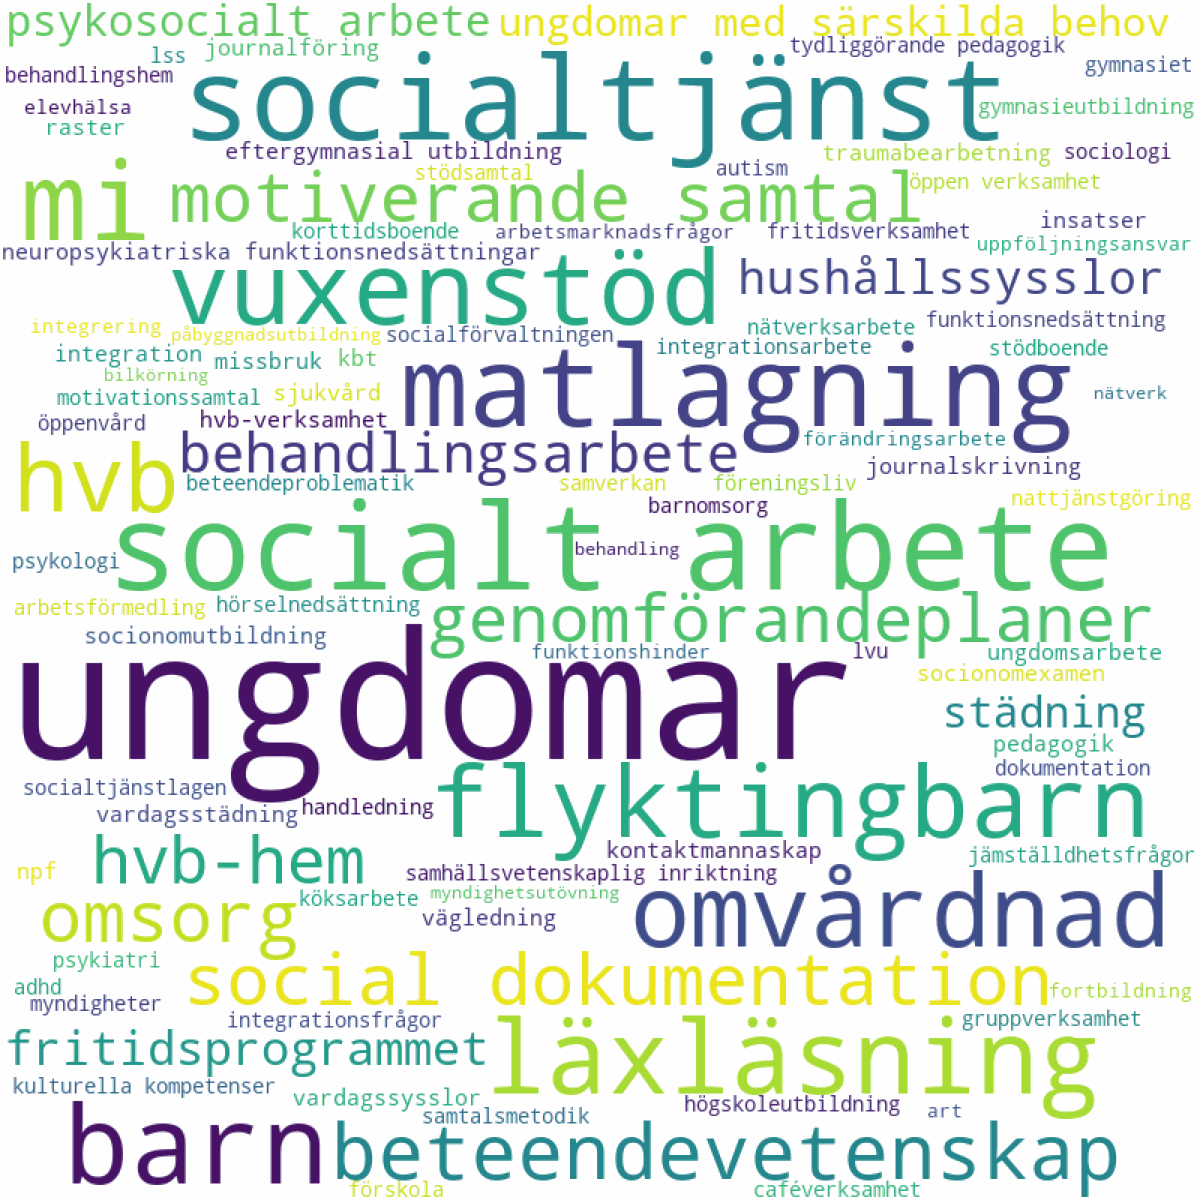 psykosocialt arbete
ungdomar med särskilda behov
lss
journalföring
tydliggörande pedagogik
behandlingshem
socialtjänst
gymnasiet
elevhälsa
gymnasieutbildning
raster
eftergymnasial utbildning
traumabearbetning
sociologi
stödsamtal
autism
mi
motiverande samtal
öppen verksamhet
insatser
korttidsboende
arbetsmarknadsfrågor
fritidsverksamhet
uppföljningsansvar
neuropsykiatriska funktionsnedsättningar
vuxenstöd
hushållssysslor
integrering
påbyggnadsutbildning
socialförvaltningen
nätverksarbete
funktionsnedsättning
integration
missbruk
kbt
integrationsarbete
stödboende
bilkörning
matlagning
motivationssamtal
sjukvård
nätverk
öppenvård
hvb-verksamhet
hvb
behandlingsarbete
förändringsarbete
journalskrivning
beteendeproblematik
samverkan
föreningsliv
nattjänstgöring
barnomsorg
socialt arbete
psykologi
behandling
arbetsförmedling
hörselnedsättning
genomförandeplaner
socionomutbildning
ungdomar
funktionshinder
lvu
ungdomsarbete
socionomexamen
städning
pedagogik
dokumentation
socialtjänstlagen
vardagsstädning
handledning
flyktingbarn
hvb-hem
kontaktmannaskap
jämställdhetsfrågor
npf
samhällsvetenskaplig inriktning
köksarbete
myndighetsutövning
omsorg
vägledning
omvårdnad
psykiatri
adhd
social dokumentation
fortbildning
myndigheter
integrationsfrågor
gruppverksamhet
fritidsprogrammet
läxläsning
kulturella kompetenser
vardagssysslor
samtalsmetodik
högskoleutbildning
art
barn
beteendevetenskap
förskola
caféverksamhet